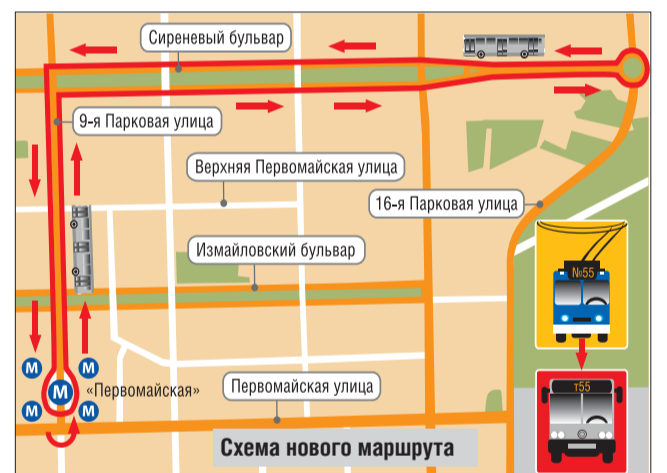 Сиреневый бульвар
9-я Парковая улица
Верхняя Первомайская улица
16-я Парковая улица
Измайловский бульвар
№55
М М
М «Первомайская»
М М
Первомайская улица
т55
Схема нового маршрута